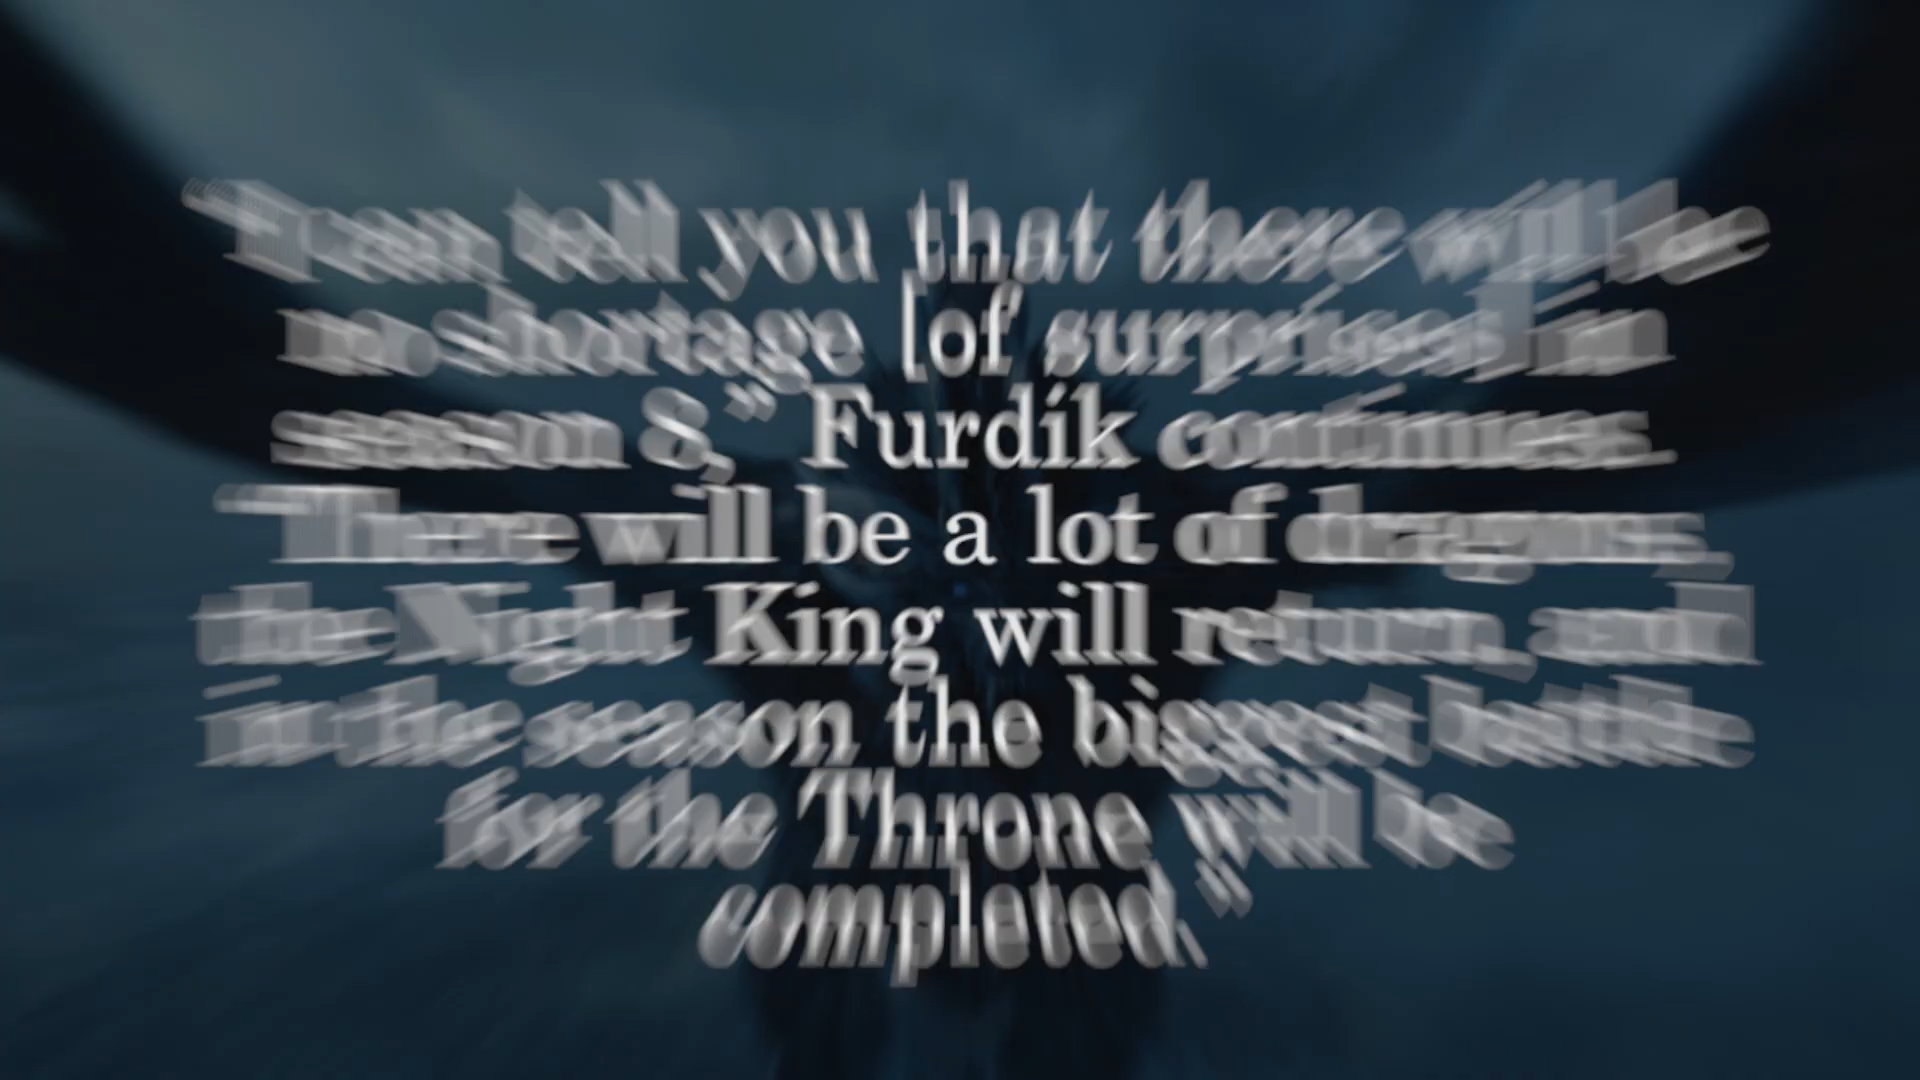 "I can tell you that there will be
no shortage [of surprises] in
season 8," Furdík continues.
There will be a lot of dragons,
the Night King will return, and
in the season the biggest battle
for the Throne will be
completed."